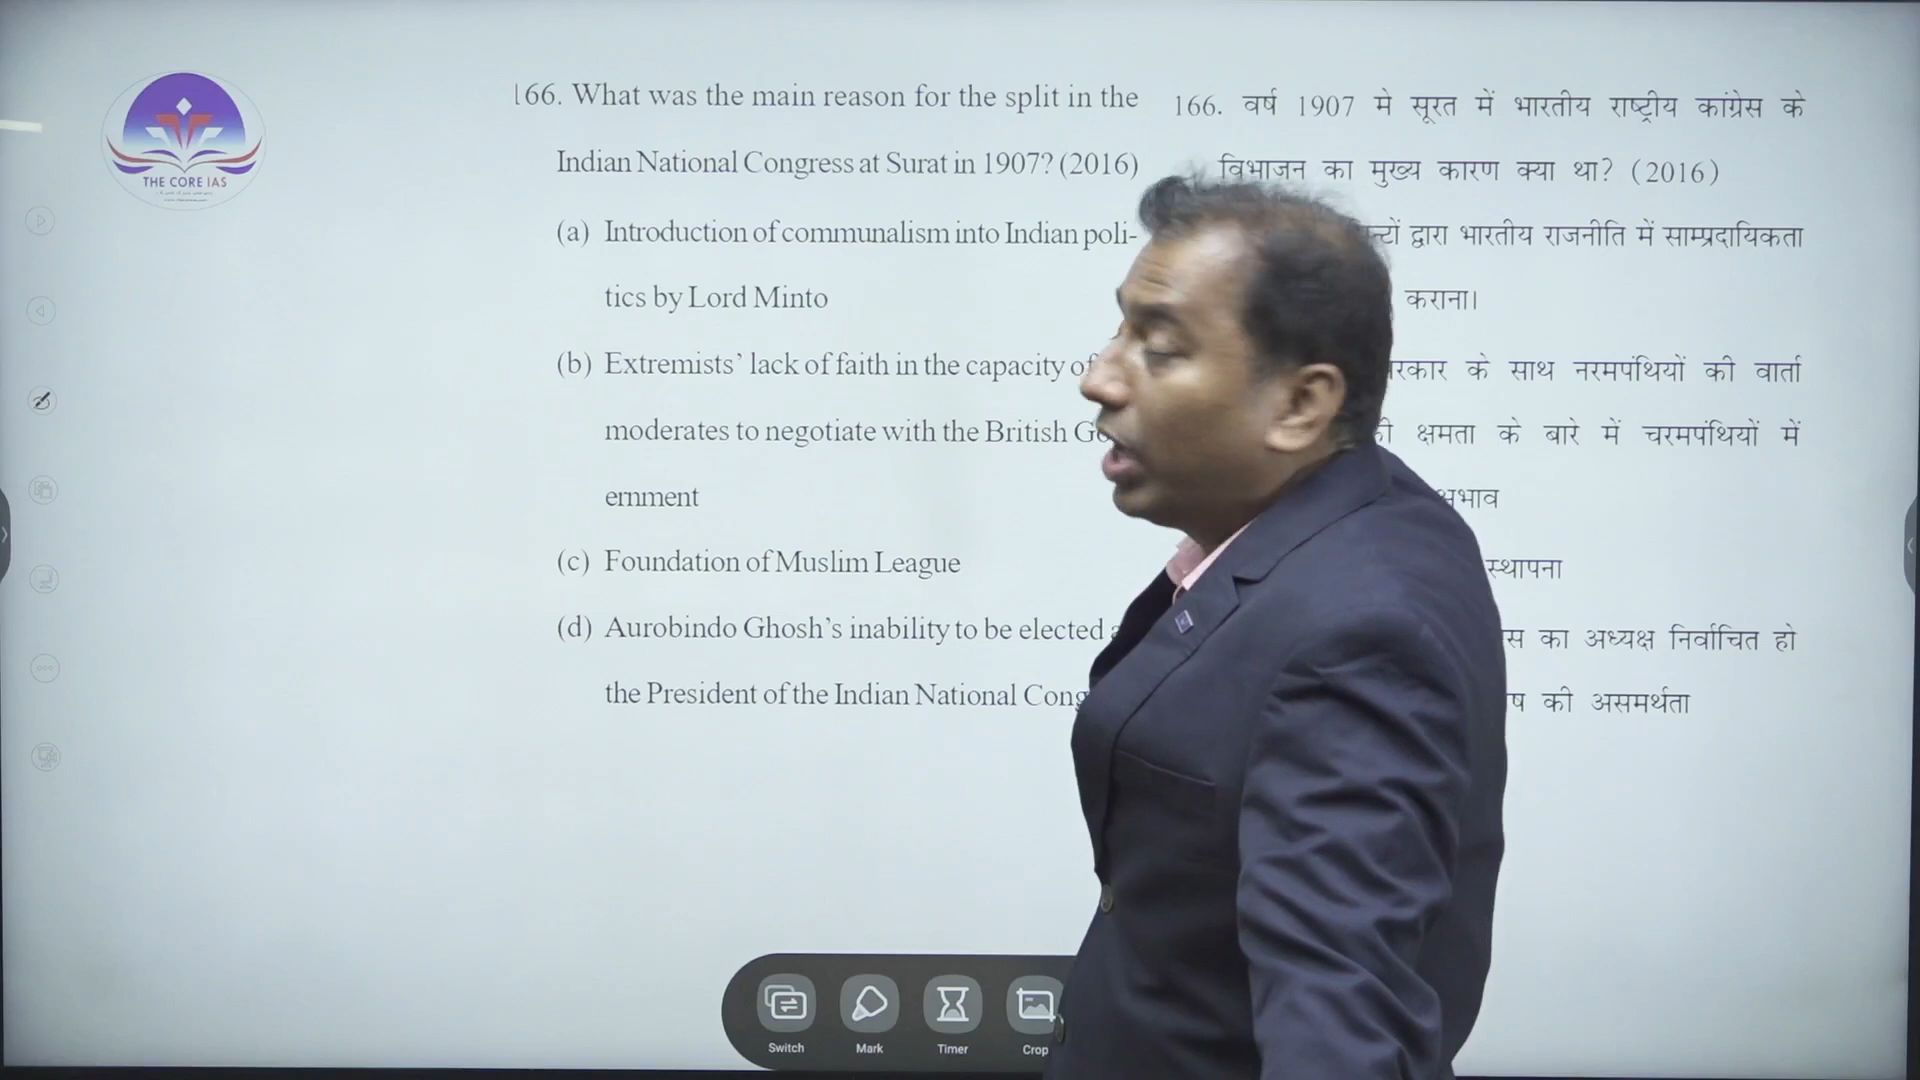 THE CORE IAS
166. What was the main reason for the split in the
Indian National Congress at Surat in 1907? (2016)
(a) Introduction of communalism into Indian poli-
tics by Lord Minto
(b) Extremists’ lack of faith in the capacity of
moderates to negotiate with the British
ernment
(c) Foundation of Muslim League
(d) Aurobindo Ghosh’s inability to be elected
the President of the Indian National
166. वर्ष 1907 मे सूरत में भारतीय राष्ट्रीय कांग्रेस के
विभाजन का मुख्य कारण क्या था? (2016)
द्वारा भारतीय राजनीति में साम्प्रदायिकता
कराना।
के साथ नरमपंथियों की वार्ता
क्षमता के बारे में चरमपंथियों में
स्थापना
का अध्यक्ष निर्वाचित हो
की असमर्थता
Switch
Mark
Timer
Crop